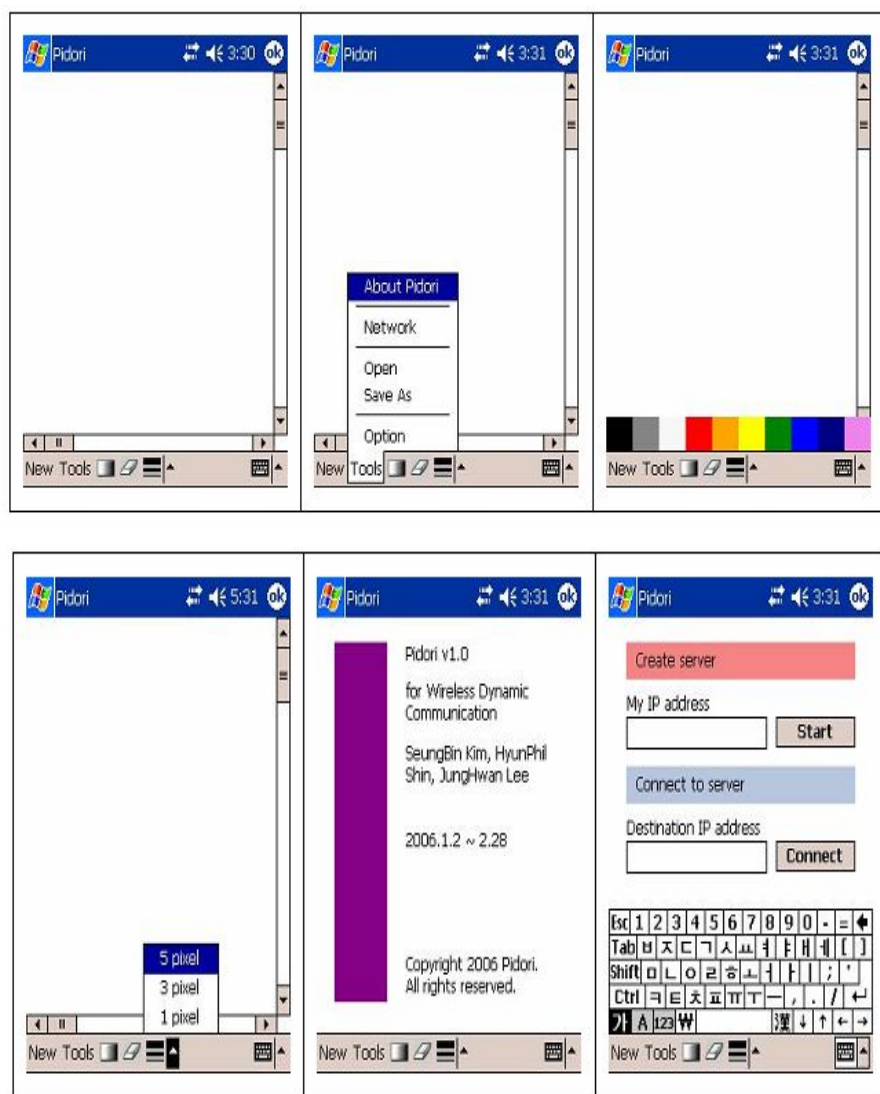 Pidori 3:30 ok
New Tools
Pidori 3:31 ok
About Pidori
Network
Open
Save As
Option
New Tools
Pidori 3:31 ok
New Tools
Pidori 5:31 ok
5 pixel
3 pixel
1 pixel
New Tools
Pidori 3:31 ok
Pidori v1.0
for Wireless Dynamic
Communication
SeungBin Kim, HyunPhil
Shin, JungHwan Lee
2006.1.2 ~ 2.28
Copyright 2006 Pidori.
All rights reserved.
New Tools
Pidori 3:31 ok
Create server
My IP address
Start
Connect to server
Destination IP address
Connect
Esc 1 2 3 4 5 6 7 8 9 0 - =
Tab ㅂ ㅈ ㄷ ㄱ ㅅ ㅛ ㅕ ㅑ ㅐ ㅔ [ ]
Shift ㅁ ㄴ ㅇ ㄹ ㅎ ㅗ ㅓ ㅏ ㅣ ; '
Ctrl ㅋ ㅌ ㅊ ㅍ ㅠ ㅜ ㅡ , . / ↵
가 A 123 ₩ 漢 ↓ ↑ ← →
New Tools